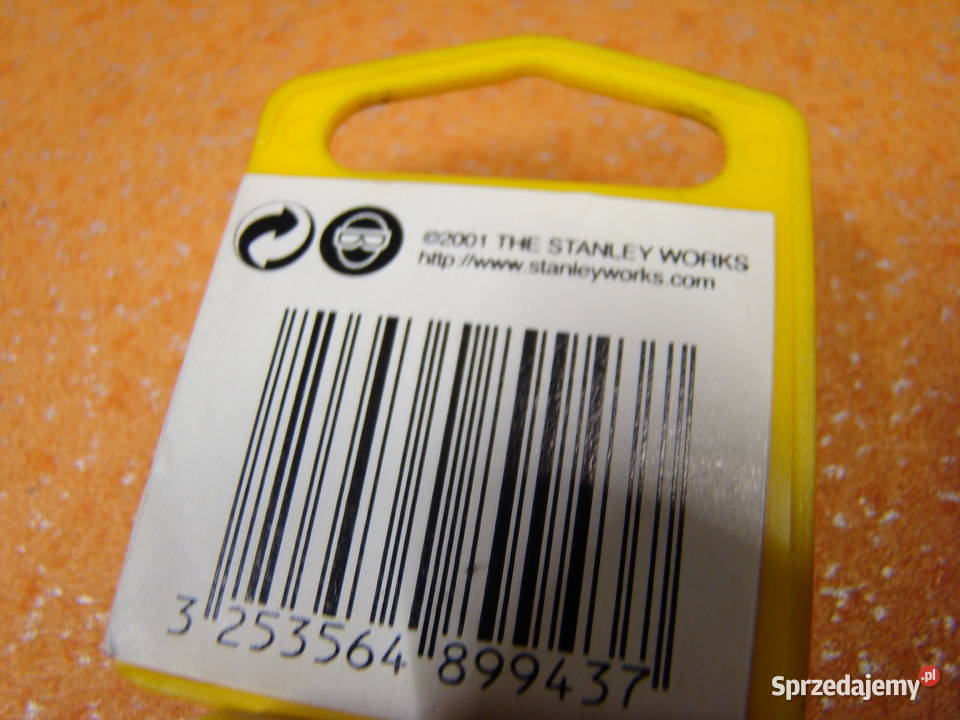 ©2001 THE STANLEY WORKS
http://www.stanleyworks.com
3 253564 899437
Sprzedajemy.pl